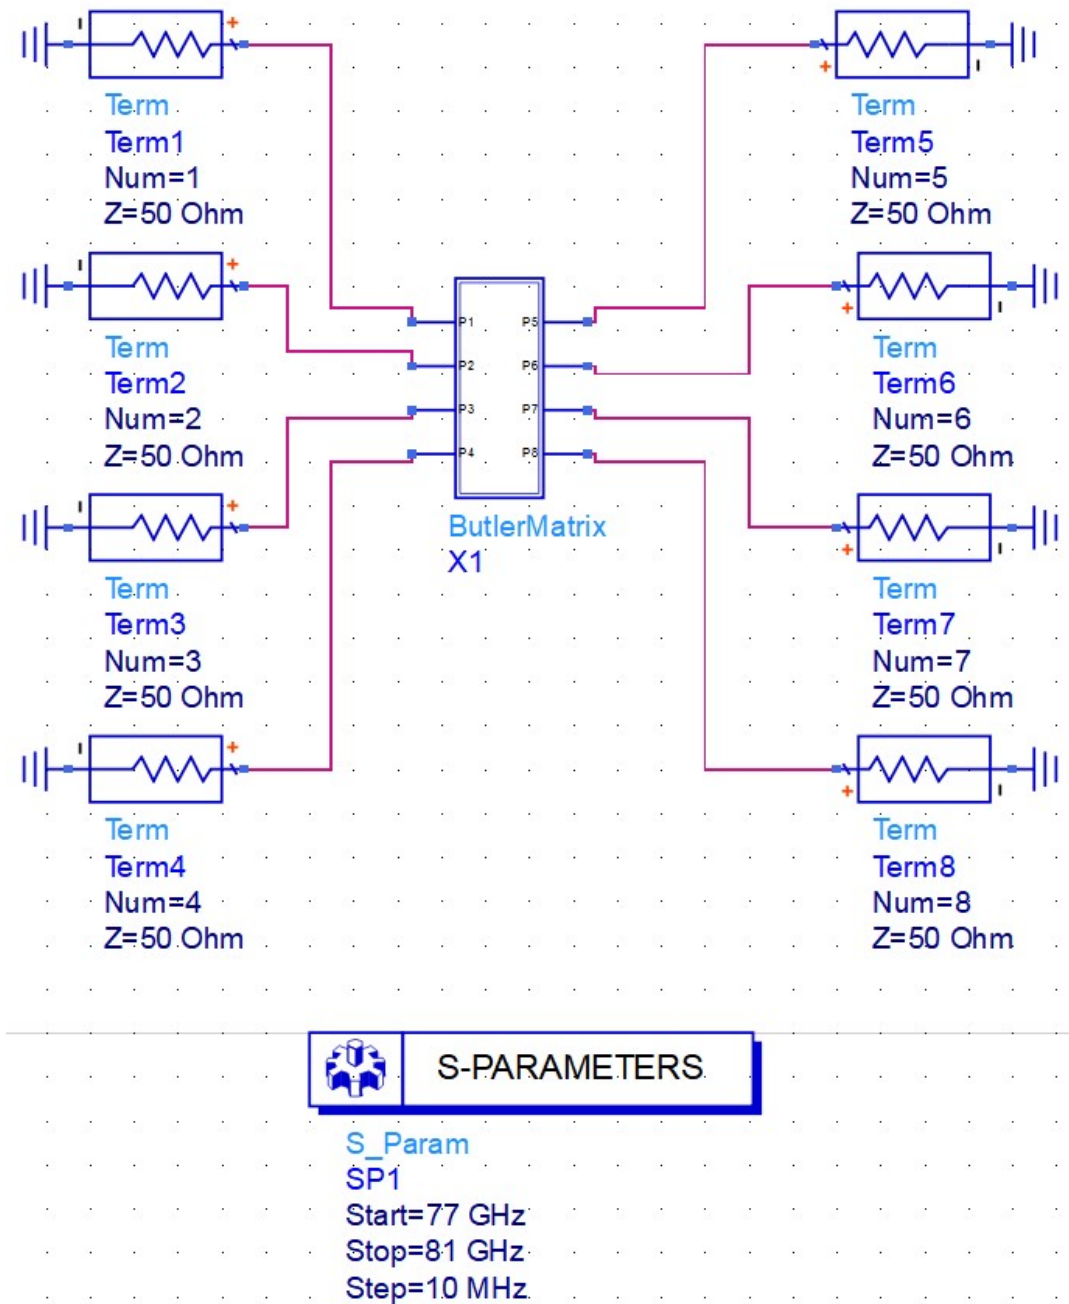 Term
Term1
Num=1
Z=50 Ohm
Term
Term5
Num=5
Z=50 Ohm
Term
Term2
Num=2
Z=50 Ohm
P1
P2
P3
P4
P5
P6
P7
P8
ButlerMatrix
X1
Term
Term6
Num=6
Z=50 Ohm
Term
Term3
Num=3
Z=50 Ohm
Term
Term7
Num=7
Z=50 Ohm
Term
Term4
Num=4
Z=50 Ohm
Term
Term8
Num=8
Z=50 Ohm
S-PARAMETERS
S_Param
SP1
Start=77 GHz
Stop=81 GHz
Step=10 MHz